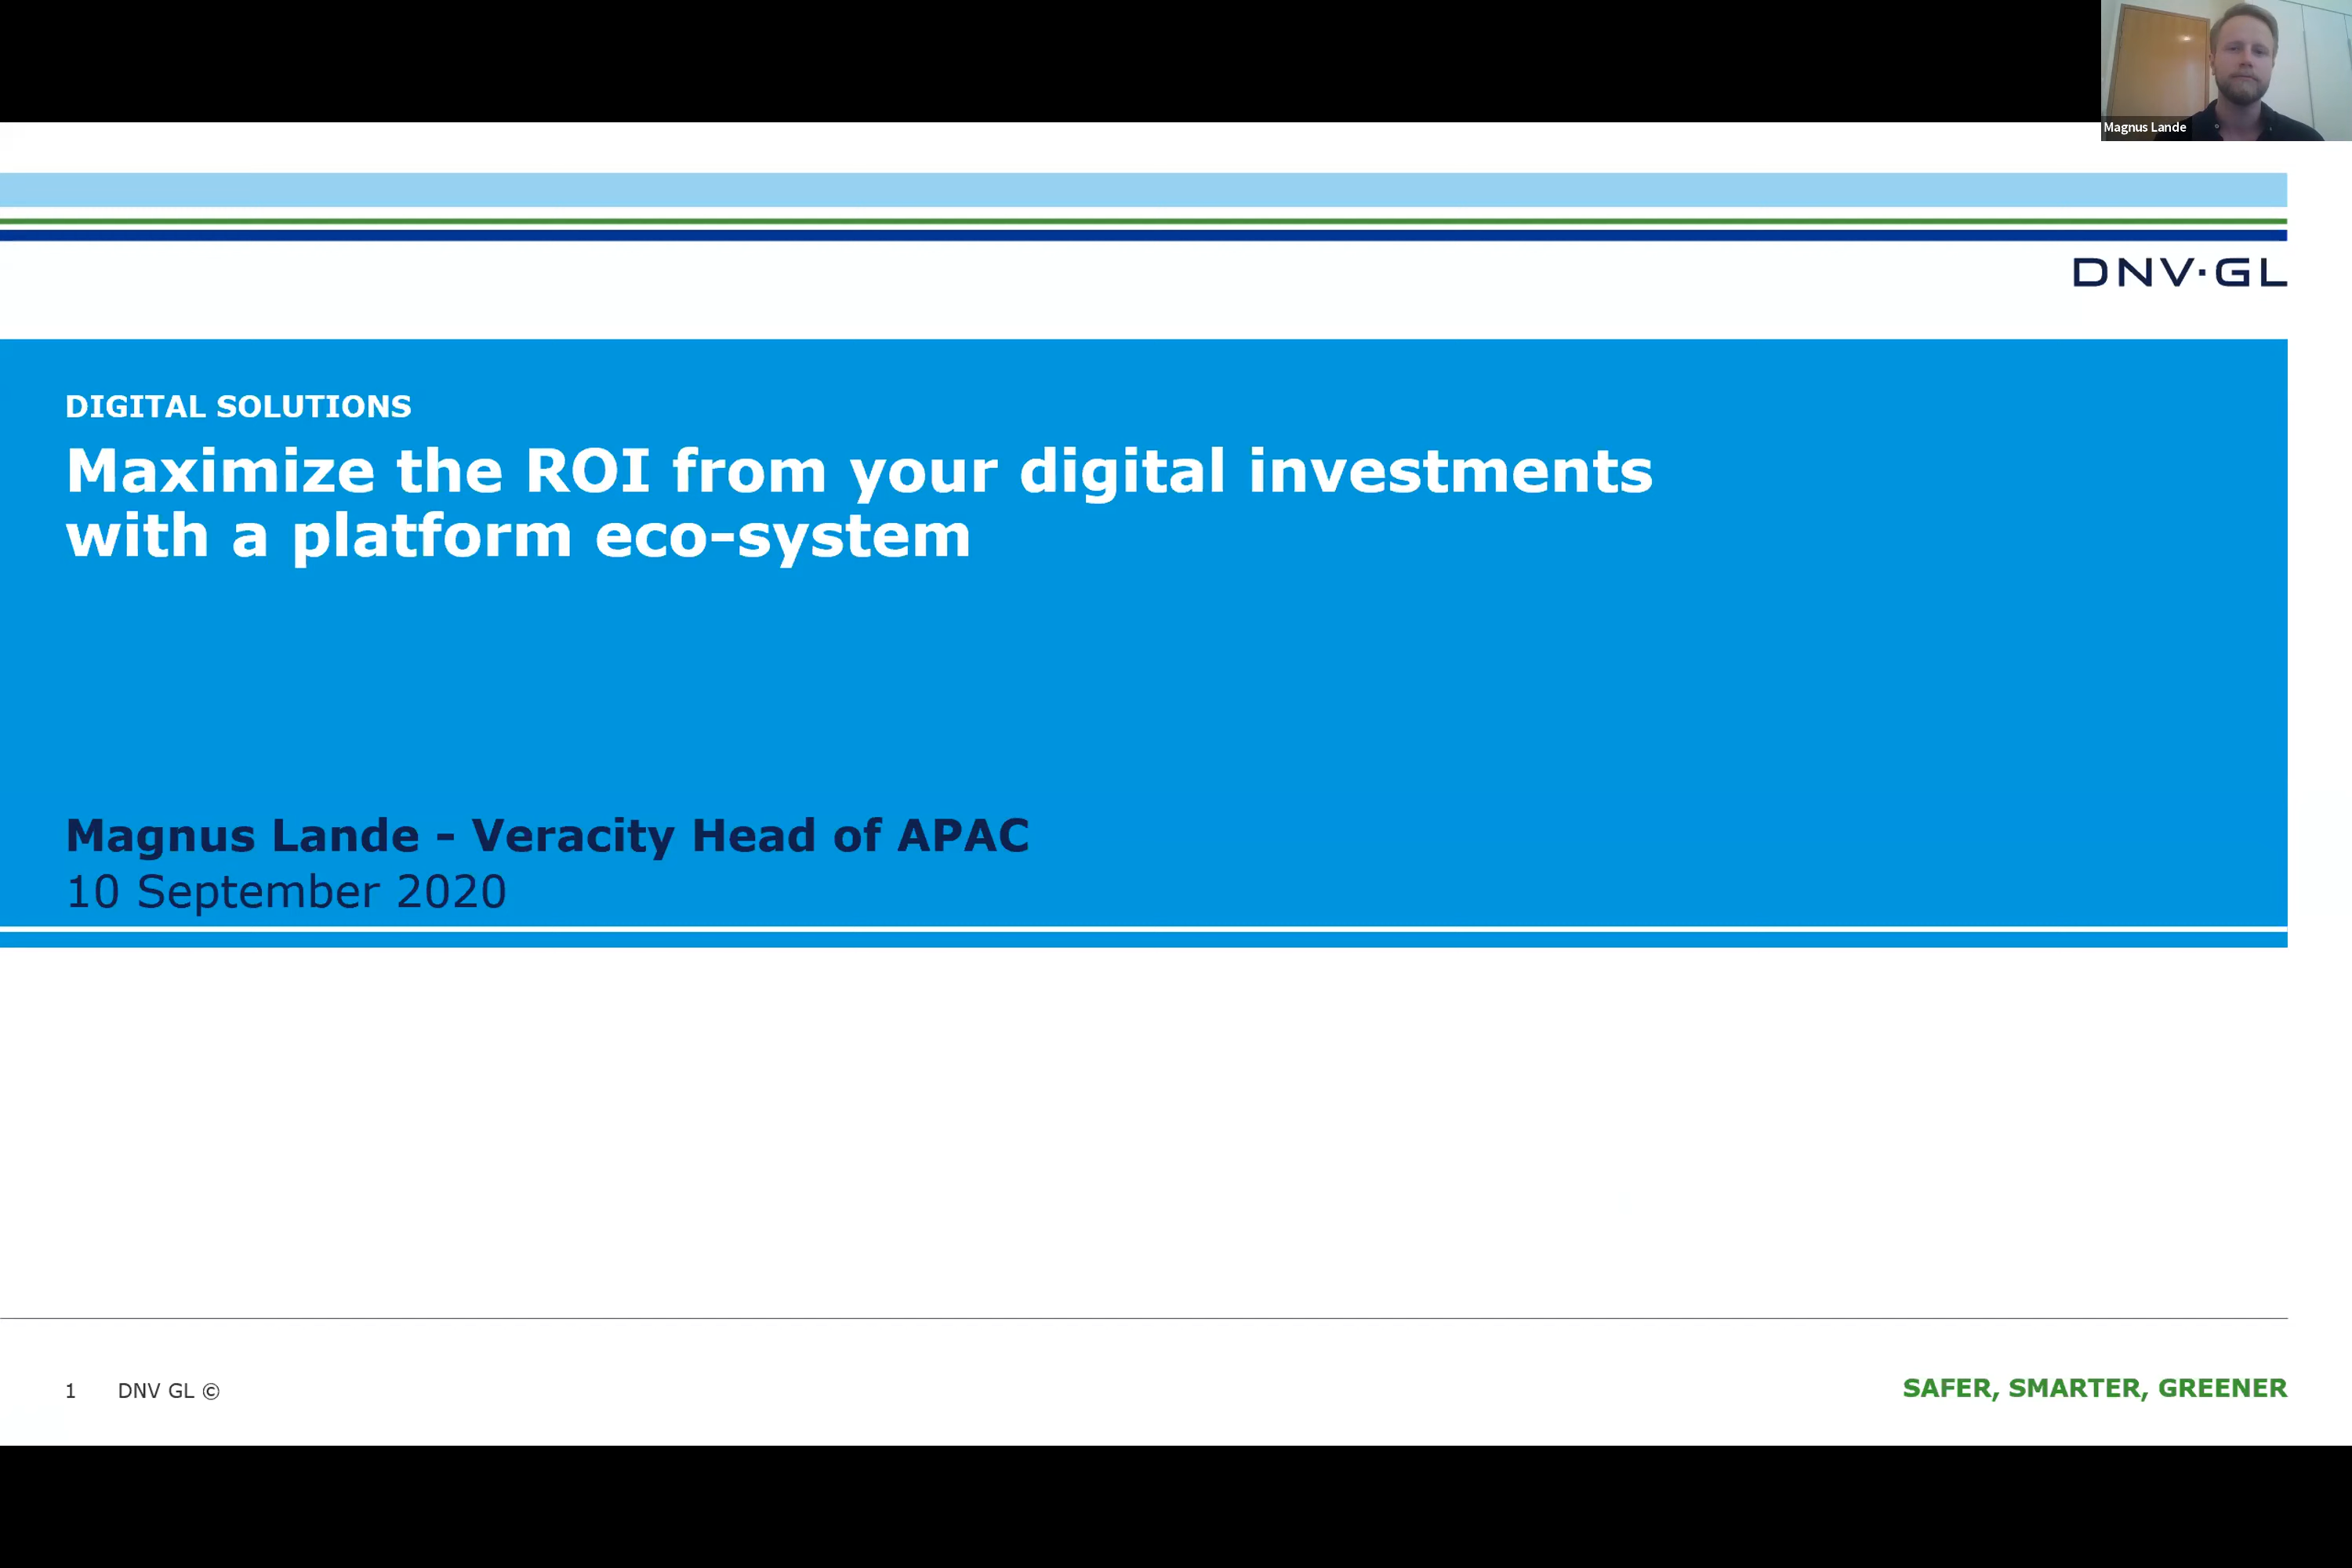 Magnus Lande
DNV·GL
DIGITAL SOLUTIONS
Maximize the ROI from your digital investments
with a platform eco-system
Magnus Lande - Veracity Head of APAC
10 September 2020
1 DNV GL ©
SAFER, SMARTER, GREENER